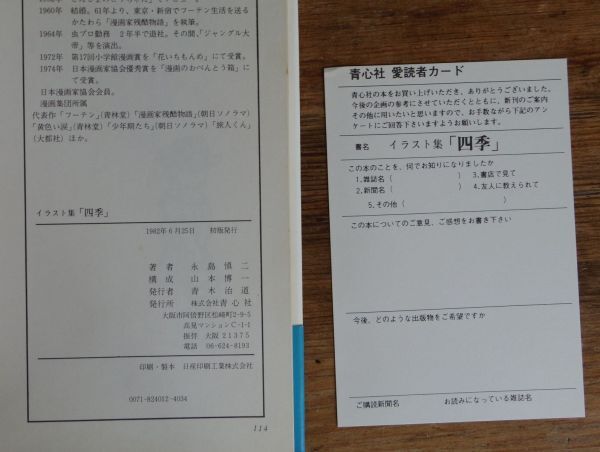 1960年 結婚。61年より、東京・新宿でフーテン生活を送る
かたわら「漫画家残酷物語」を執筆。
1964年 虫プロ勤務 2年半で退社。その間、「ジャングル大
帝」等を演出。
1972年 第17回小学館漫画賞を「花いちもんめ」にて受賞。
1974年 日本漫画家協会優秀賞を「漫画のおべんとう箱」に
て受賞。
日本漫画家協会会員。
漫画集団所属
代表作「フーテン」(青林堂)「漫画家残酷物語」(朝日ソノラマ)
「黄色い涙」(青林堂)「少年期たち」(朝日ソノラマ)「旅人くん」
(大都社)ほか。
イラスト集「四季」
1982年6月25日 初版発行
著者 永島慎二
構成 山本博一
発行者 青木治道
発行所 株式会社青心社
大阪市阿倍野区松崎町2-9-5
高見マンションC-1-1
振替 大阪 21375
電話 06-624-8193
印刷・製本 日産印刷工業株式会社
0071-824012-4034
114
青心社 愛読者カード
青心社の本をお買い上げいただき、ありがとうございました。
今後の企画の参考にさせていただくとともに、新刊のご案内
その他に用いたいと思いますので、お手数ながら下記のアン
ケートにご回答下さいますようお願します。
書名 イラスト集「四季」
この本のことを、何でお知りになりましたか
1.雑誌名( ) 3.書店で見て
2.新聞名( ) 4.友人に教えられて
5.その他( )
この本についてのご意見、ご感想をお書き下さい
今後、どのような出版物をご希望ですか
ご購読新聞名 お読みになっている雑誌名